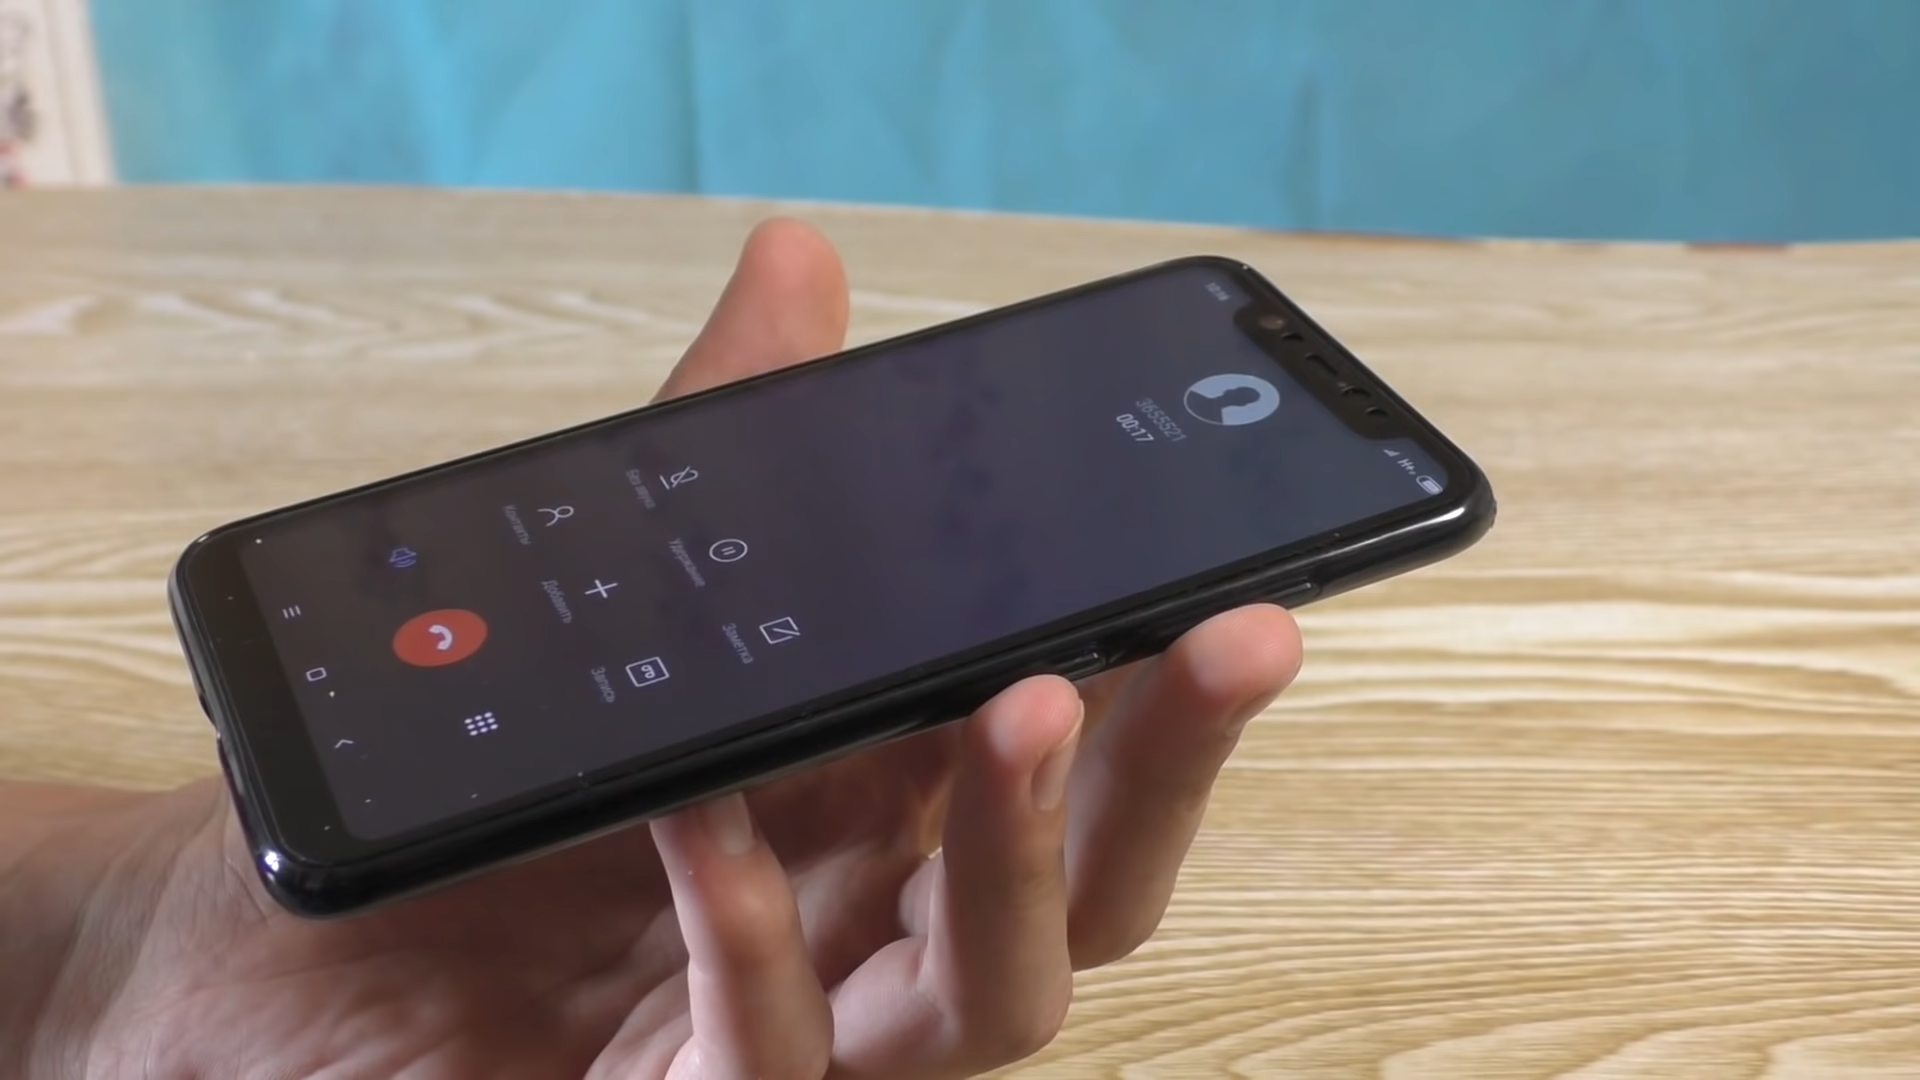 H+
3655521
00:17
Без звука
Удержание
Заметка
Контакты
Добавить
Запись